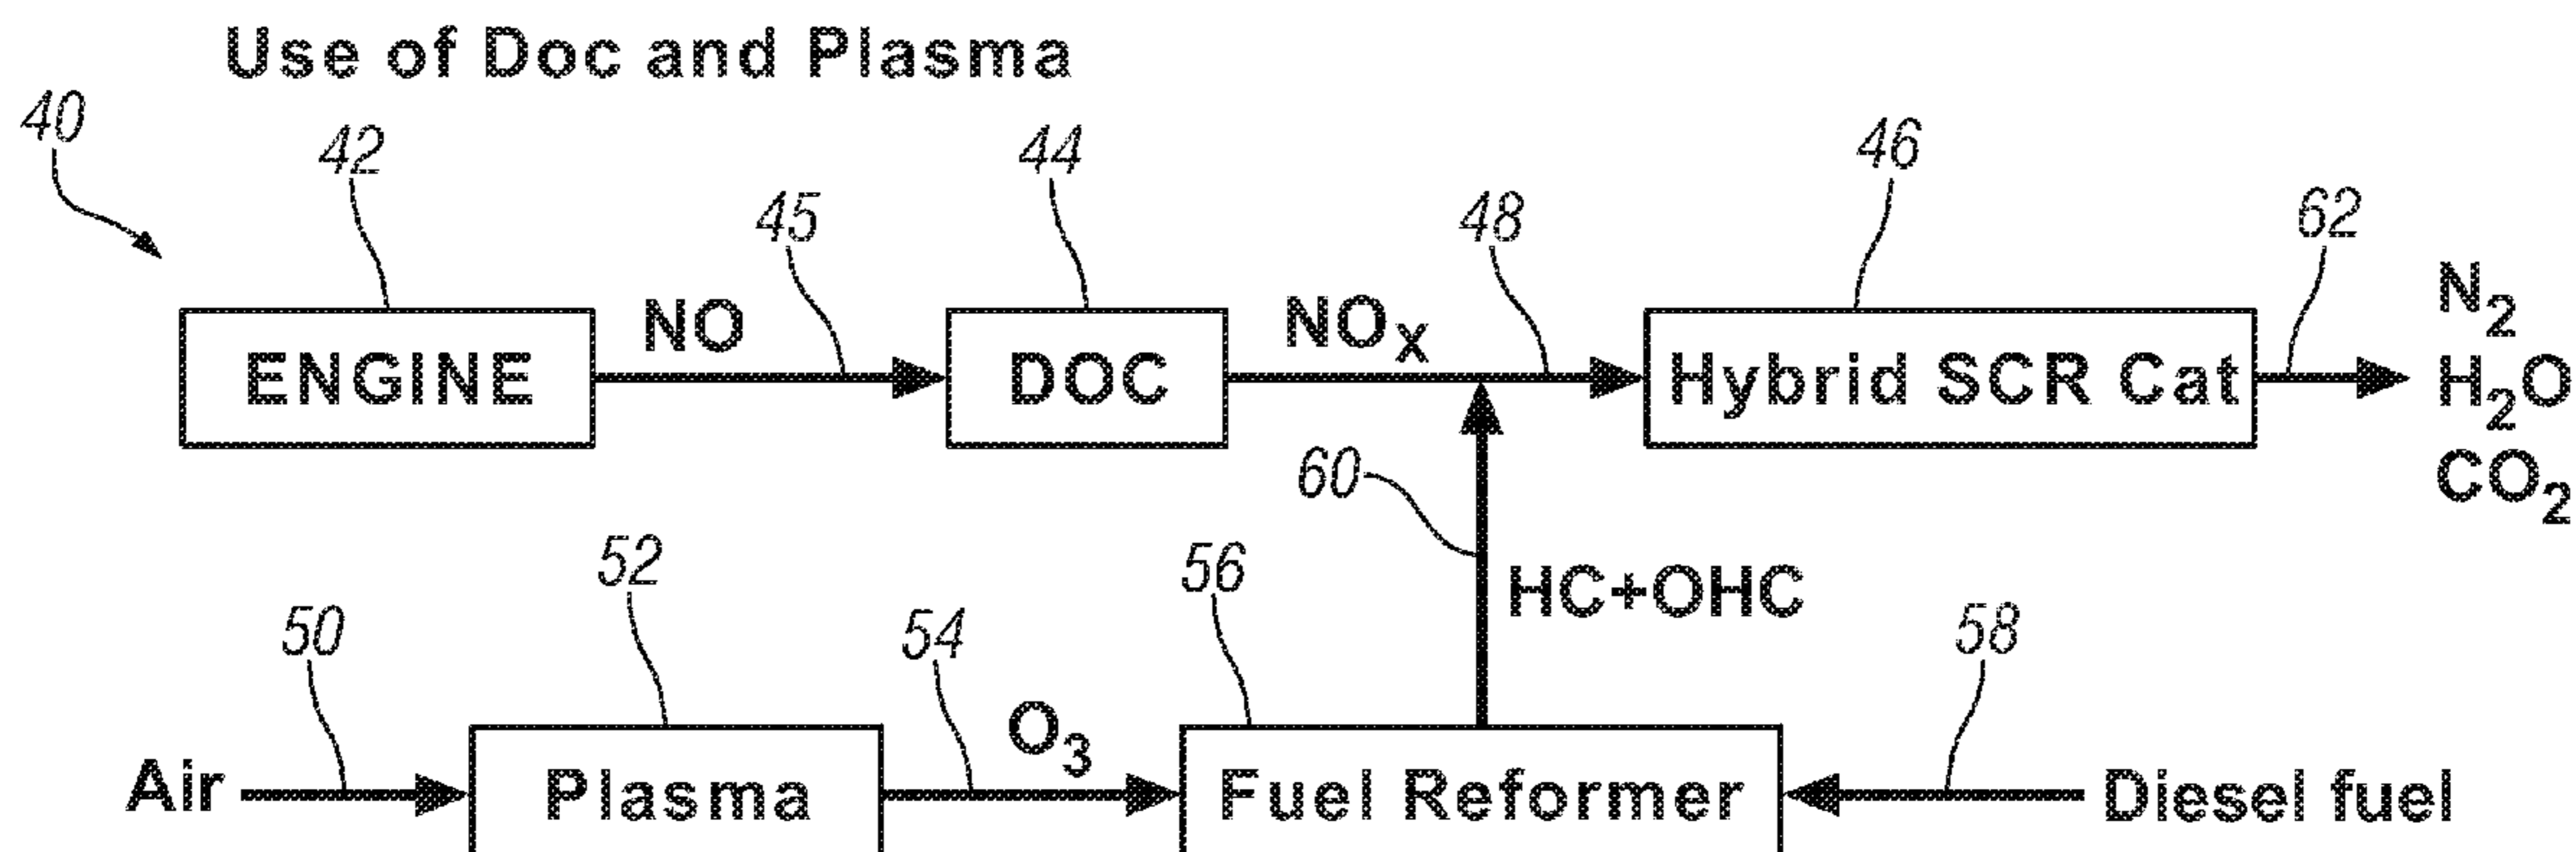 Use of Doc and Plasma
40
42
44
46
45
48
62
ENGINE
NO
DOC
NOX
Hybrid SCR Cat
N2
H2O
CO2
60
HC+OHC
50
52
54
56
58
Air
Plasma
O3
Fuel Reformer
Diesel fuel